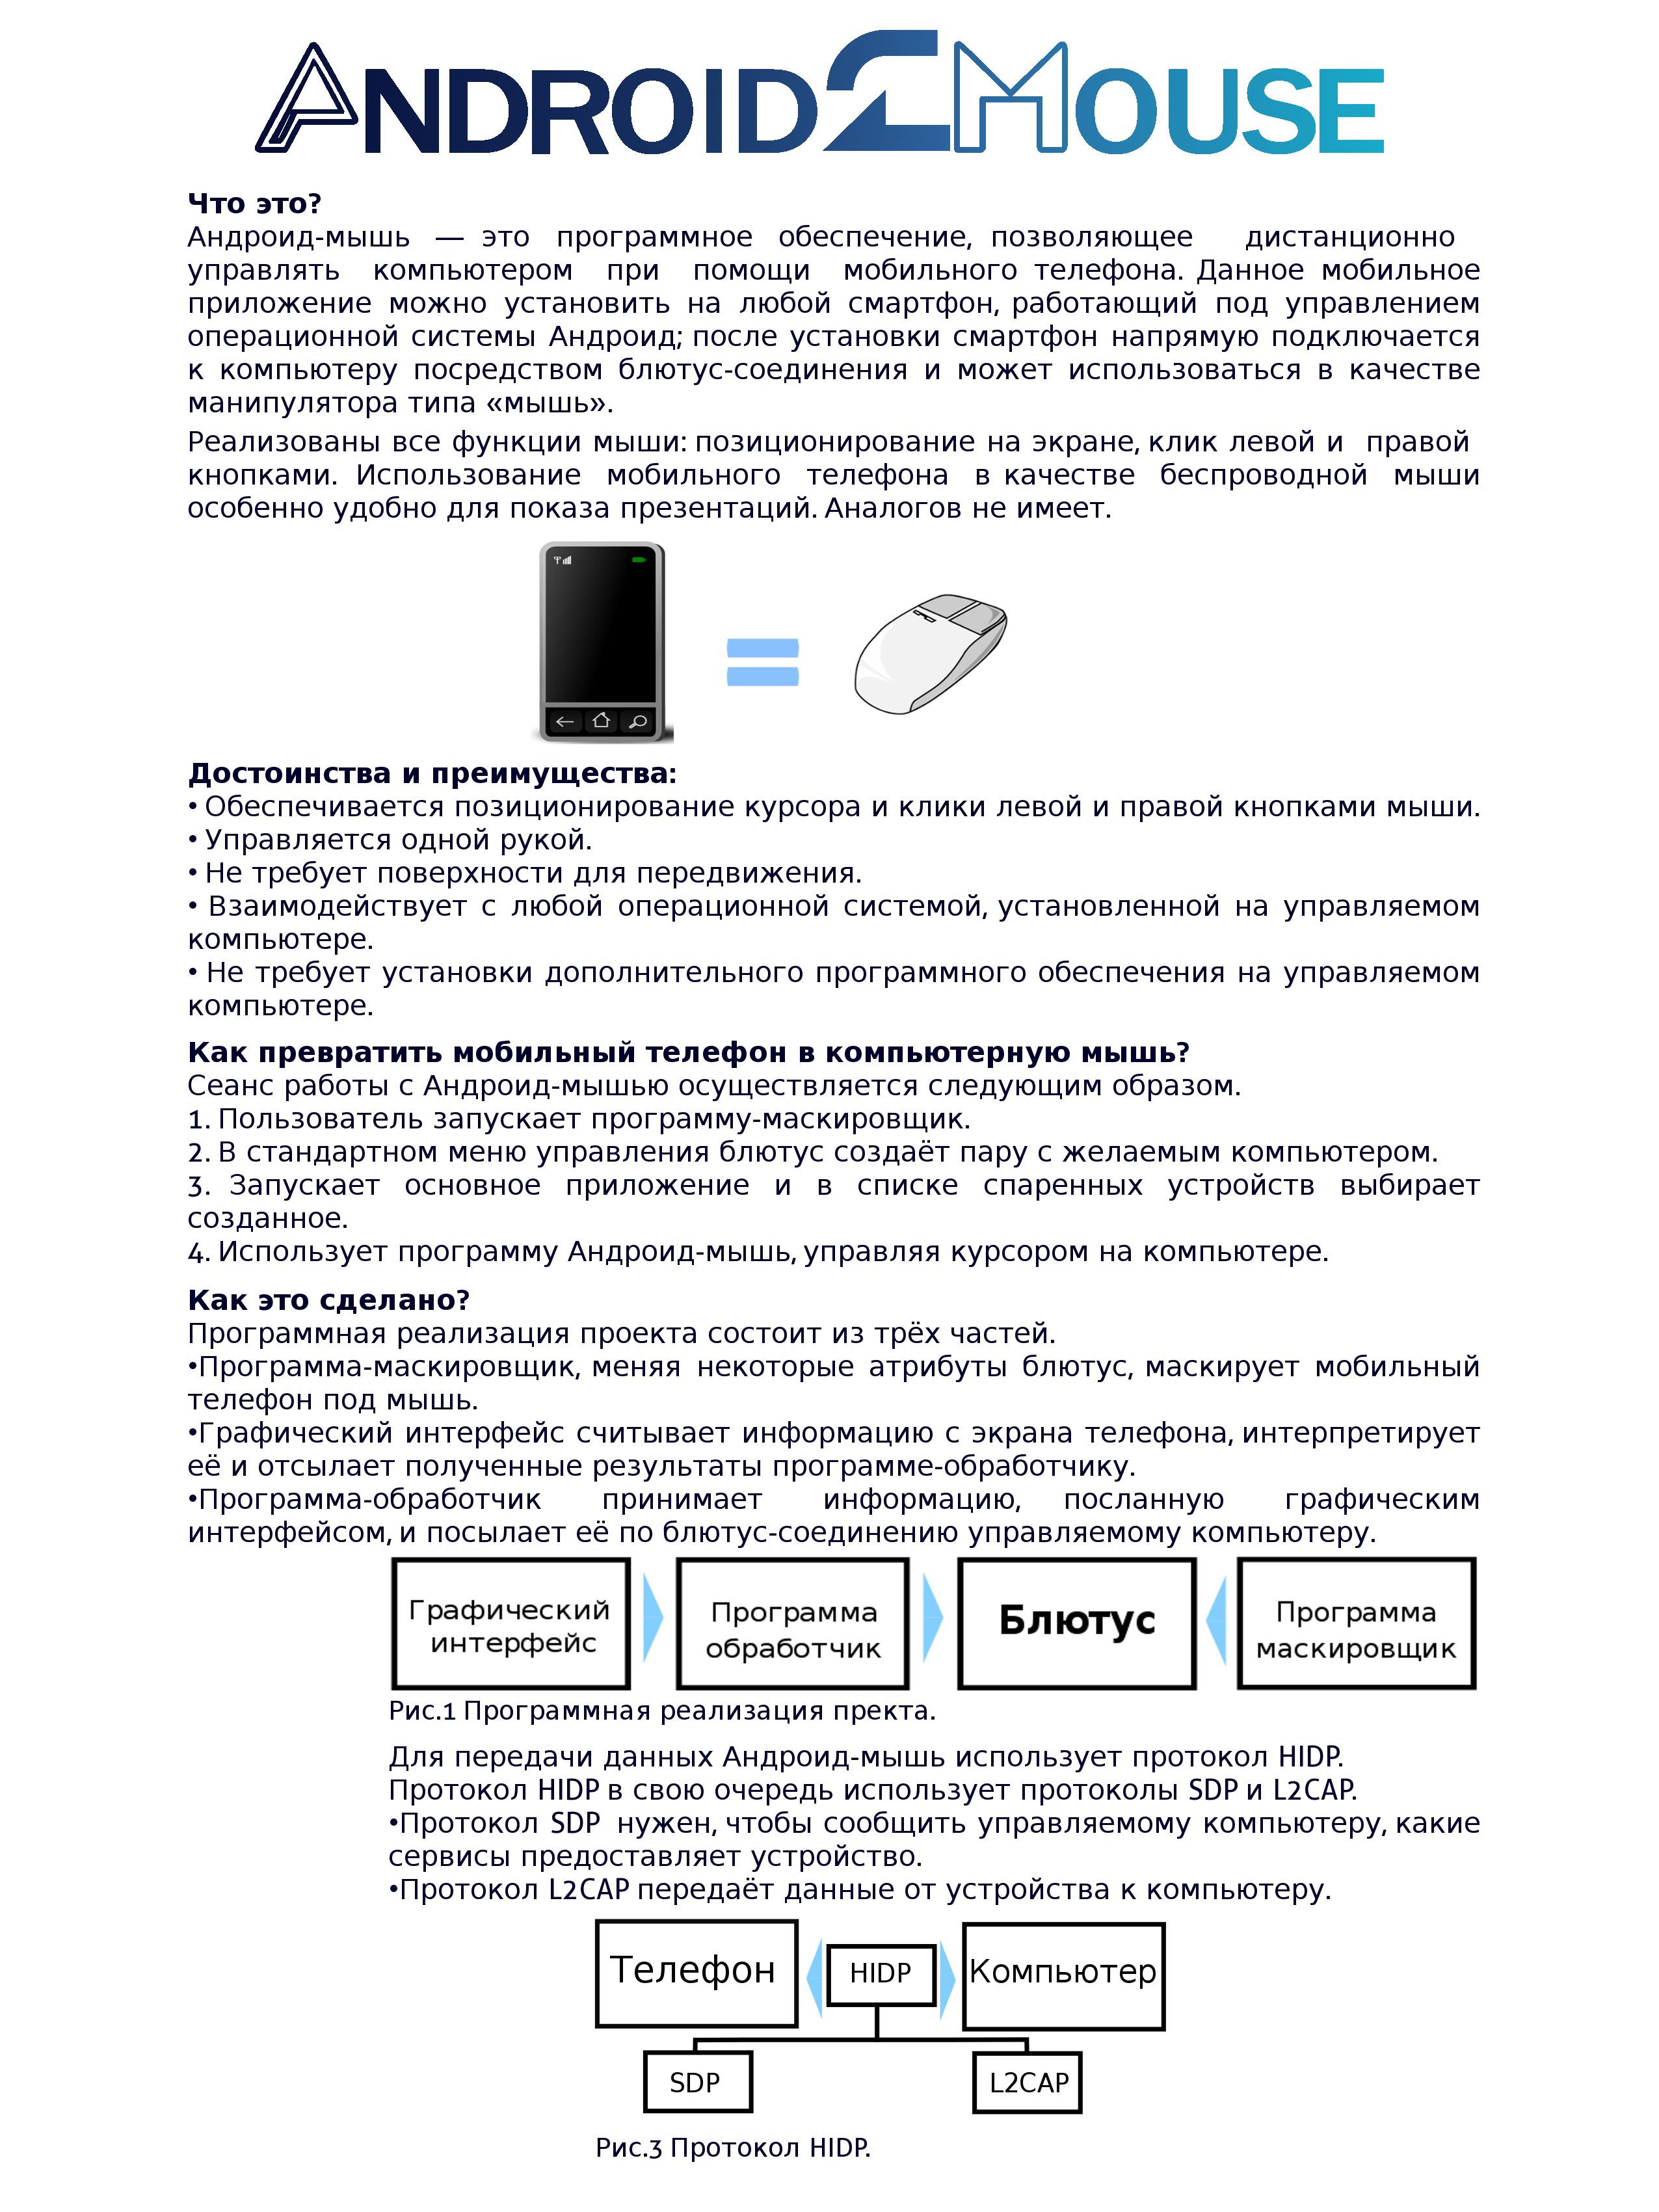 ANDROID2MOUSE
Что это?
Андроид-мышь — это программное обеспечение, позволяющее дистанционно
управлять компьютером при помощи мобильного телефона. Данное мобильное
приложение можно установить на любой смартфон, работающий под управлением
операционной системы Андроид; после установки смартфон напрямую подключается
к компьютеру посредством блютус-соединения и может использоваться в качестве
манипулятора типа «мышь».
Реализованы все функции мыши: позиционирование на экране, клик левой и правой
кнопками. Использование мобильного телефона в качестве беспроводной мыши
особенно удобно для показа презентаций. Аналогов не имеет.
Достоинства и преимущества:
• Обеспечивается позиционирование курсора и клики левой и правой кнопками мыши.
• Управляется одной рукой.
• Не требует поверхности для передвижения.
• Взаимодействует с любой операционной системой, установленной на управляемом
компьютере.
• Не требует установки дополнительного программного обеспечения на управляемом
компьютере.
Как превратить мобильный телефон в компьютерную мышь?
Сеанс работы с Андроид-мышью осуществляется следующим образом.
1. Пользователь запускает программу-маскировщик.
2. В стандартном меню управления блютус создаёт пару с желаемым компьютером.
3. Запускает основное приложение и в списке спаренных устройств выбирает
созданное.
4. Использует программу Андроид-мышь, управляя курсором на компьютере.
Как это сделано?
Программная реализация проекта состоит из трёх частей.
•Программа-маскировщик, меняя некоторые атрибуты блютус, маскирует мобильный
телефон под мышь.
•Графический интерфейс считывает информацию с экрана телефона, интерпретирует
её и отсылает полученные результаты программе-обработчику.
•Программа-обработчик принимает информацию, посланную графическим
интерфейсом, и посылает её по блютус-соединению управляемому компьютеру.
Графический
интерфейс
Программа
обработчик
Блютус
Программа
маскировщик
Рис.1 Программная реализация пректа.
Для передачи данных Андроид-мышь использует протокол HIDP.
Протокол HIDP в свою очередь использует протоколы SDP и L2CAP.
•Протокол SDP нужен, чтобы сообщить управляемому компьютеру, какие
сервисы предоставляет устройство.
•Протокол L2CAP передаёт данные от устройства к компьютеру.
Телефон
HIDP
Компьютер
SDP
L2CAP
Рис.3 Протокол HIDP.